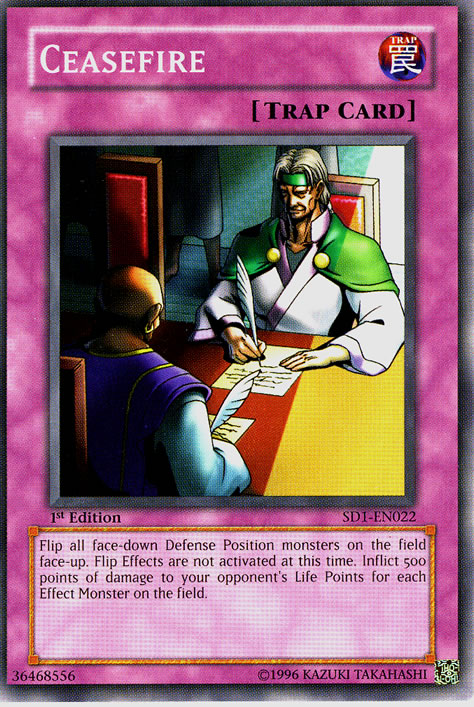 CEASEFIRE
TRAP
罠
[TRAP CARD]
1st Edition
SD1-EN022
Flip all face-down Defense Position monsters on the field
face-up. Flip Effects are not activated at this time. Inflict 500
points of damage to your opponent's Life Points for each
Effect Monster on the field.
36468556
©1996 KAZUKI TAKAHASHI